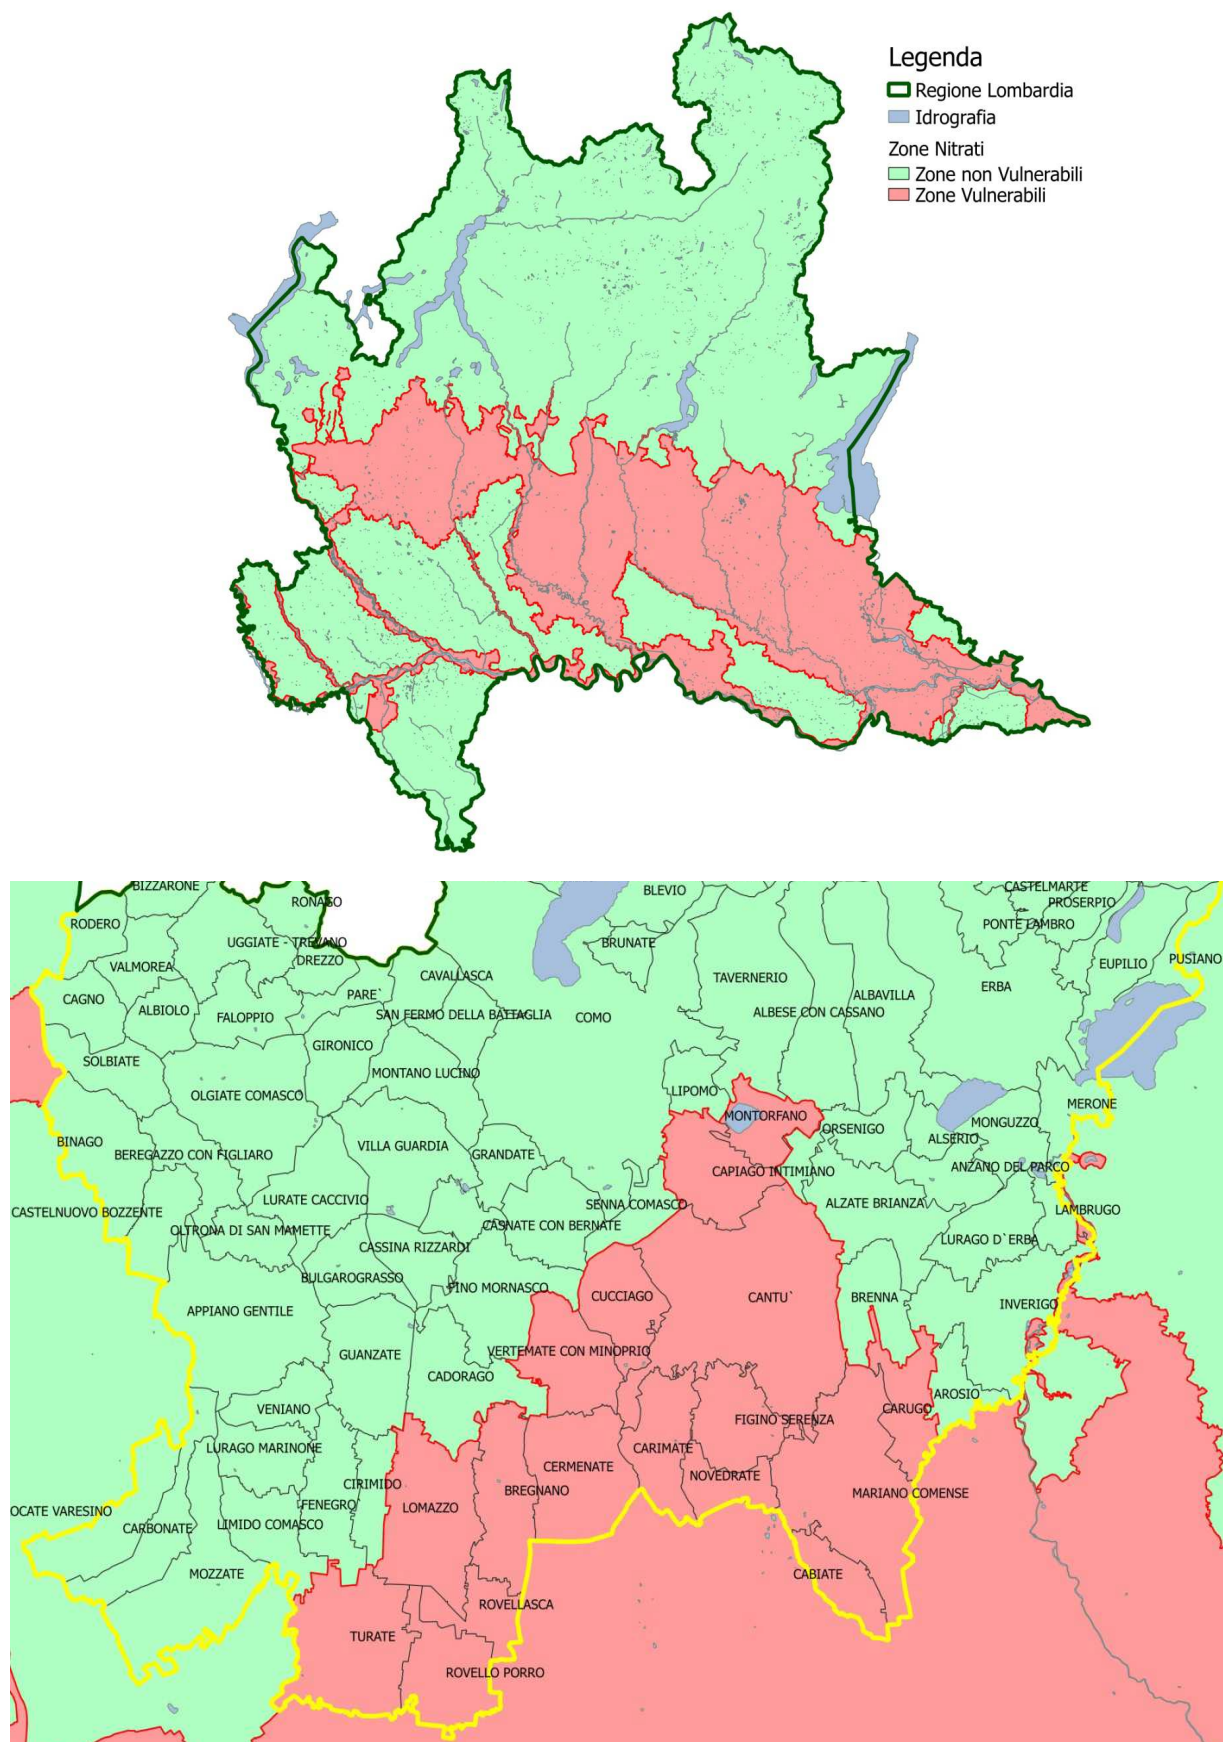 Legenda
Regione Lombardia
Idrografia
Zone Nitrati
Zone non Vulnerabili
Zone Vulnerabili
BIZZARONE
BLEVIO
CASTELMARTE
RONAGO
PROSERPIO
RODERO
PONTE LAMBRO
UGGIATE - TREVANO
BRUNATE
DREZZO
PUSIANO
VALMOREA
EUPILIO
CAVALLASCA
TAVERNERIO
ERBA
CAGNO
PARE`
ALBAVILLA
ALBIOLO
FALOPPIO
SAN FERMO DELLA BATTAGLIA
COMO
ALBESE CON CASSANO
GIRONICO
SOLBIATE
MONTANO LUCINO
OLGIATE COMASCO
LIPOMO
MERONE
MONTORFANO
MONGUZZO
ORSENIGO
BINAGO
VILLA GUARDIA
ALSERIO
BEREGAZZO CON FIGLIARO
GRANDATE
CAPIAGO INTIMIANO
ANZANO DEL PARCO
LURATE CACCIVIO
SENNA COMASCO
ALZATE BRIANZA
CASTELNUOVO BOZZENTE
LAMBRUGO
OLTRONA DI SAN MAMETTE
CASNATE CON BERNATE
CASSINA RIZZARDI
LURAGO D`ERBA
BULGAROGRASSO
FINO MORNASCO
CUCCIAGO
CANTU`
BRENNA
APPIANO GENTILE
INVERIGO
GUANZATE
VERTEMATE CON MINOPRIO
CADORAGO
AROSIO
VENIANO
CARUGO
FIGINO SERENZA
LURAGO MARINONE
CARIMATE
CERMENATE
NOVEDRATE
CIRIMIDO
BREGNANO
MARIANO COMENSE
FENEGRO`
LOMAZZO
OCATE VARESINO
LIMIDO COMASCO
CARBONATE
MOZZATE
CABIATE
ROVELLASCA
TURATE
ROVELLO PORRO